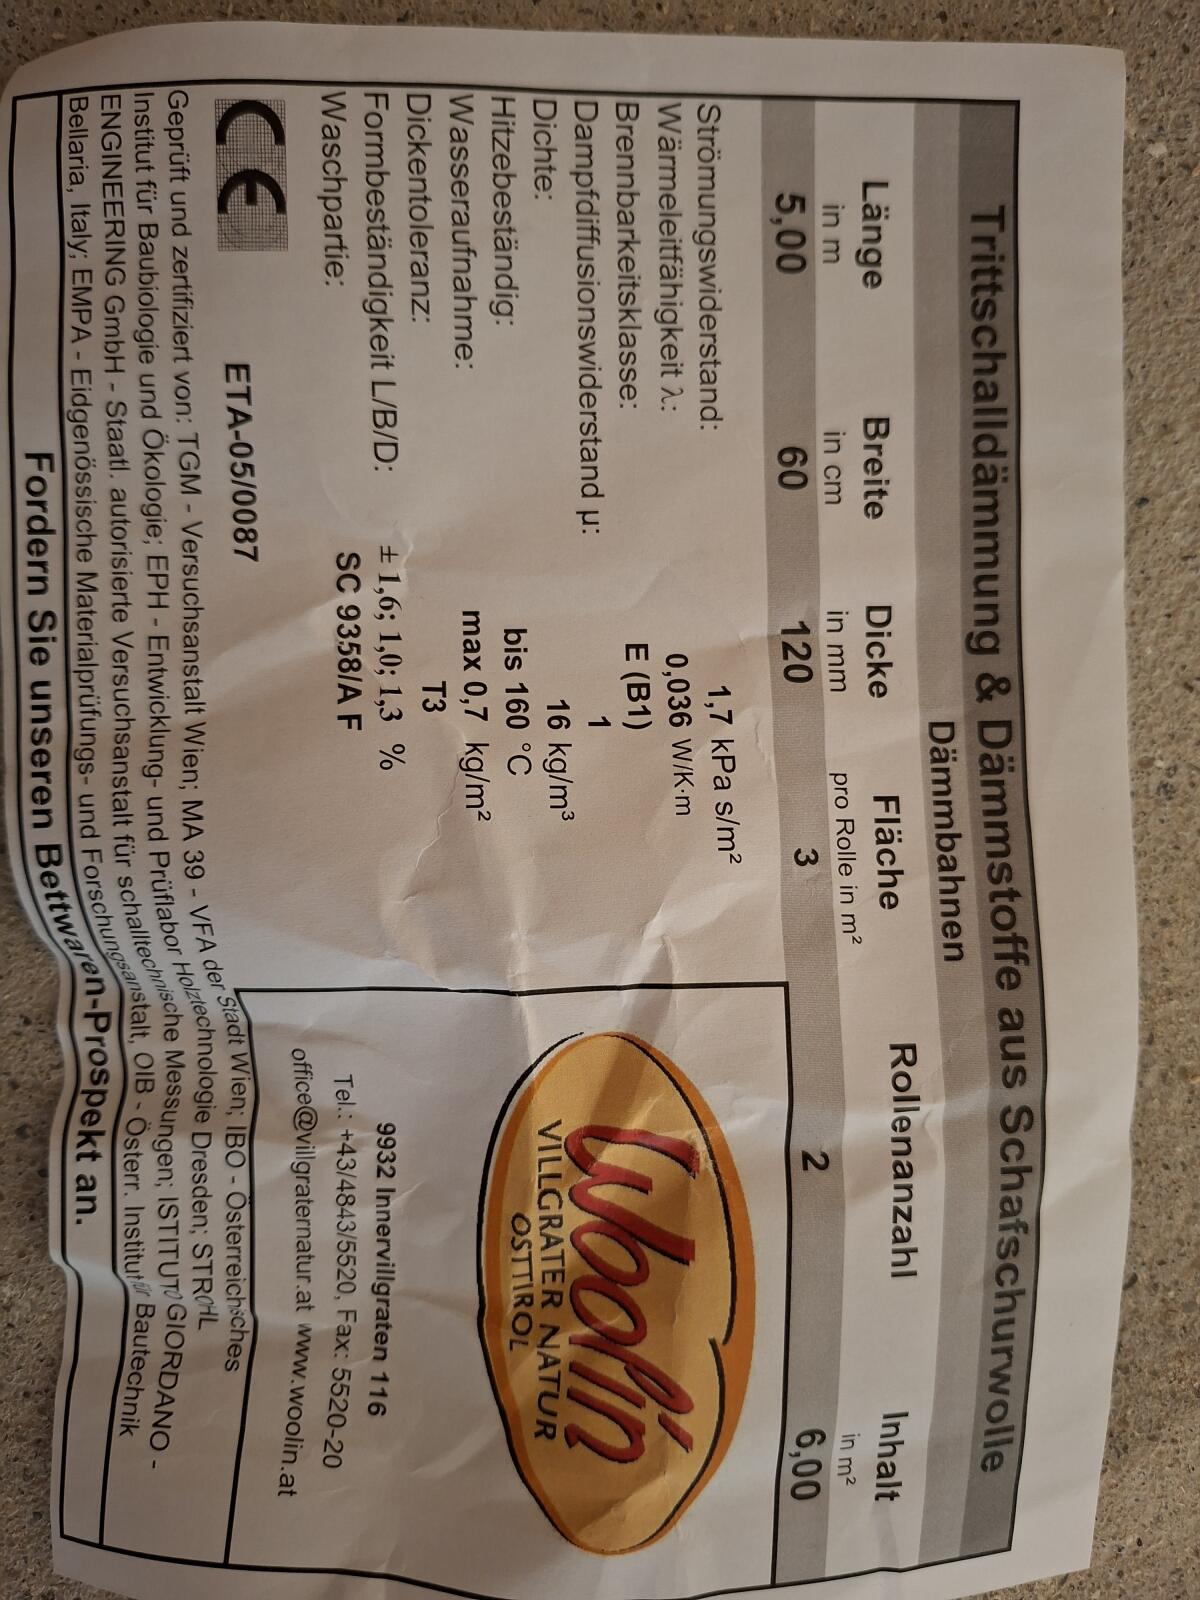 Trittschalldämmung & Dämmstoffe aus Schafschurwolle
Dämmbahnen
Länge Breite Dicke Fläche Rollenanzahl Inhalt
in m in cm in mm pro Rolle in m² in m²
5,00 60 120 3 2 6,00
Strömungswiderstand: 1,7 kPa s/m²
Wärmeleitfähigkeit λ: 0,036 W/K·m
Brennbarkeitsklasse: E (B1)
Dampfdiffusionswiderstand µ: 1
Dichte: 16 kg/m³
Hitzebeständig: bis 160 °C
Wasseraufnahme: max 0,7 kg/m²
Dickentoleranz: T3
Formbeständigkeit L/B/D: ± 1,6; 1,0; 1,3 %
Waschpartie: SC 9358/A F
Woolin
VILLGRATER NATUR
OSTTIROL
9932 Innervillgraten 116
Tel.: +43/4843/5520, Fax: 5520-20
office@villgraternatur.at www.woolin.at
CE ETA-05/0087
Geprüft und zertifiziert von: TGM - Versuchsanstalt Wien; MA 39 - VFA der Stadt Wien; IBO - Österreichisches
Institut für Baubiologie und Ökologie; EPH - Entwicklung- und Prüflabor Holztechnologie Dresden; STRÖHL
ENGINEERING GmbH - Staatl. autorisierte Versuchsanstalt für schalltechnische Messungen; ISTITUTO GIORDANO -
Bellaria, Italy; EMPA - Eidgenössische Materialprüfungs- und Forschungsanstalt, OIB - Österr. Institut für Bautechnik
Fordern Sie unseren Bettwaren-Prospekt an.